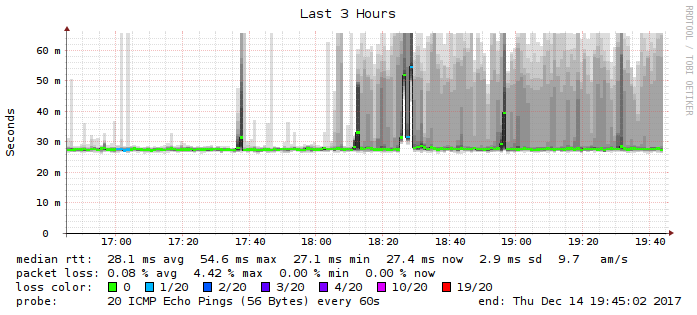 Last 3 Hours
RRDTOOL / TOBI OETIKER
Seconds
60 m
50 m
40 m
30 m
20 m
10 m
0
17:00 17:20 17:40 18:00 18:20 18:40 19:00 19:20 19:40
median rtt: 28.1 ms avg 54.6 ms max 27.1 ms min 27.4 ms now 2.9 ms sd 9.7 am/s
packet loss: 0.08 % avg 4.42 % max 0.00 % min 0.00 % now
loss color: 0 1/20 2/20 3/20 4/20 10/20 19/20
probe: 20 ICMP Echo Pings (56 Bytes) every 60s end: Thu Dec 14 19:45:02 2017